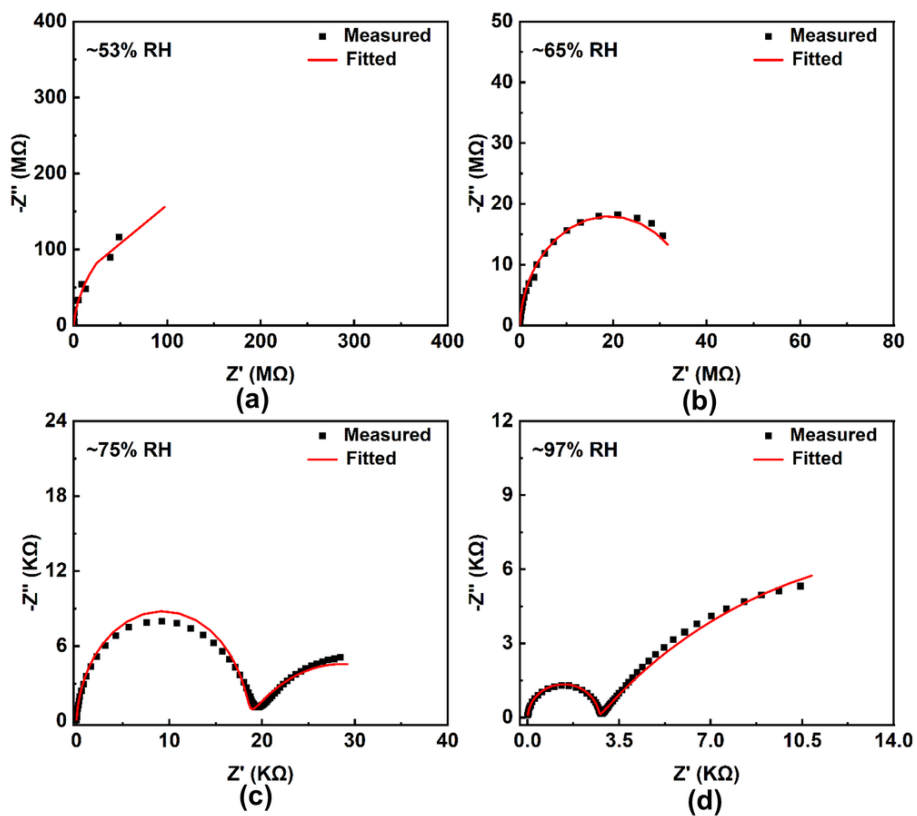 ~53% RH
Measured
Fitted
400
300
200
100
0
-Z'' (MΩ)
0 100 200 300 400
Z' (MΩ)
(a)
~65% RH
Measured
Fitted
50
40
30
20
10
0
-Z'' (MΩ)
0 20 40 60 80
Z' (MΩ)
(b)
~75% RH
Measured
Fitted
24
18
12
6
0
-Z'' (KΩ)
0 10 20 30 40
Z' (KΩ)
(c)
~97% RH
Measured
Fitted
12
9
6
3
0
-Z'' (KΩ)
0.0 3.5 7.0 10.5 14.0
Z' (KΩ)
(d)